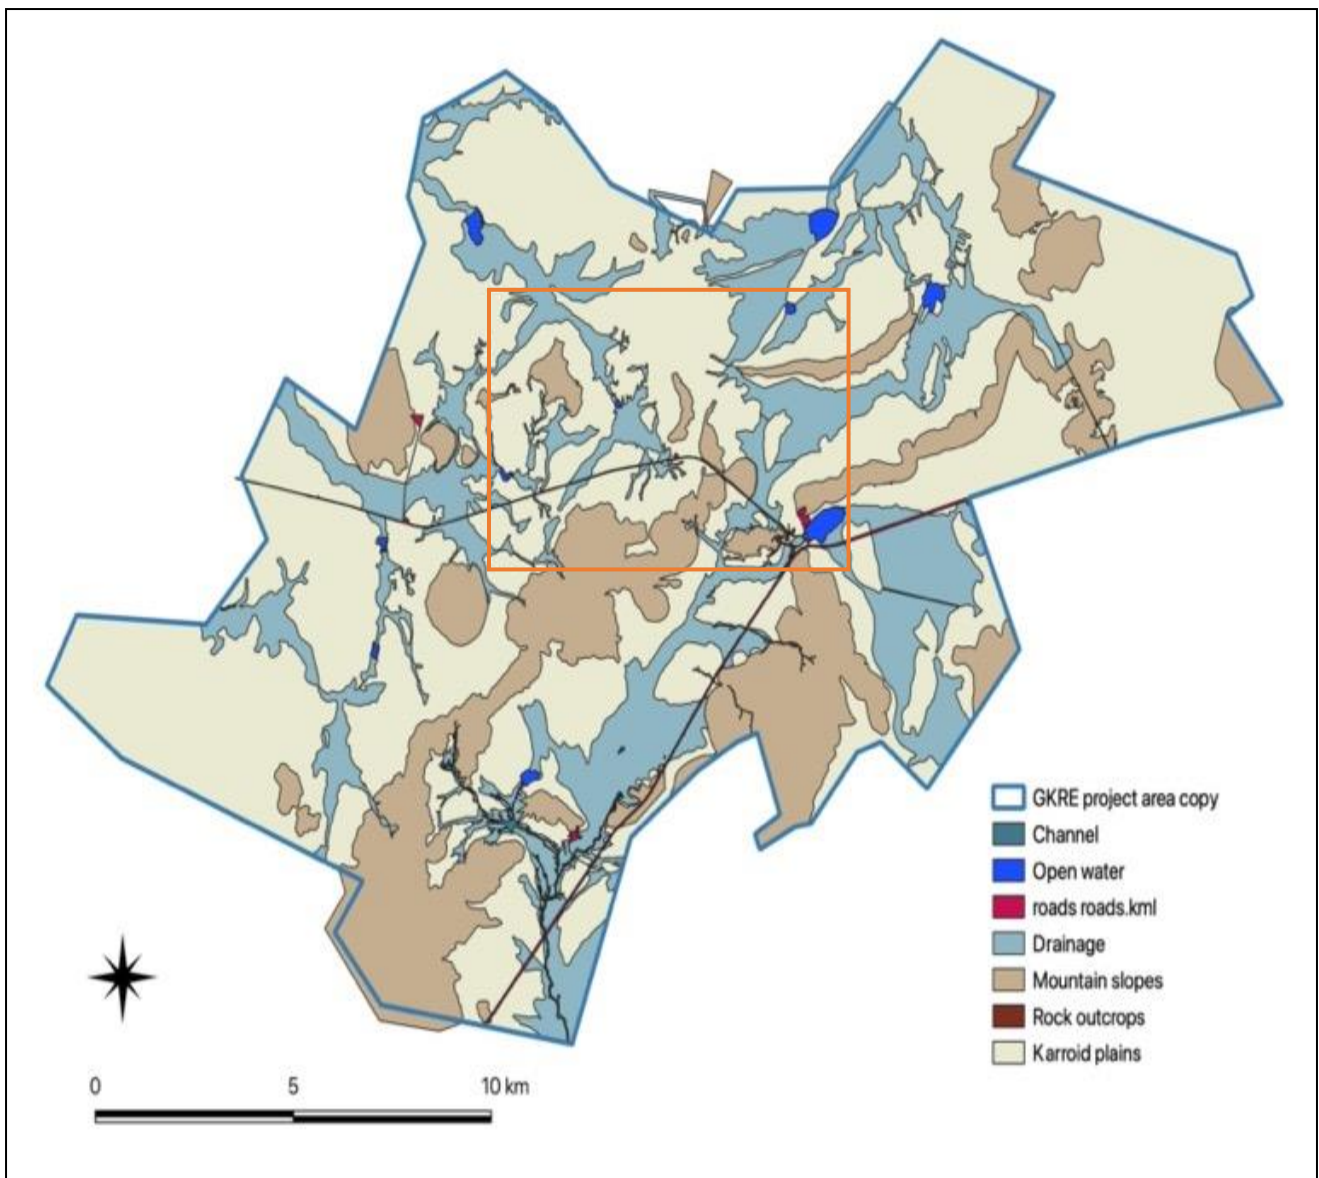 GKRE project area copy
Channel
Open water
roads roads.kml
Drainage
Mountain slopes
Rock outcrops
Karroid plains
0 5 10 km